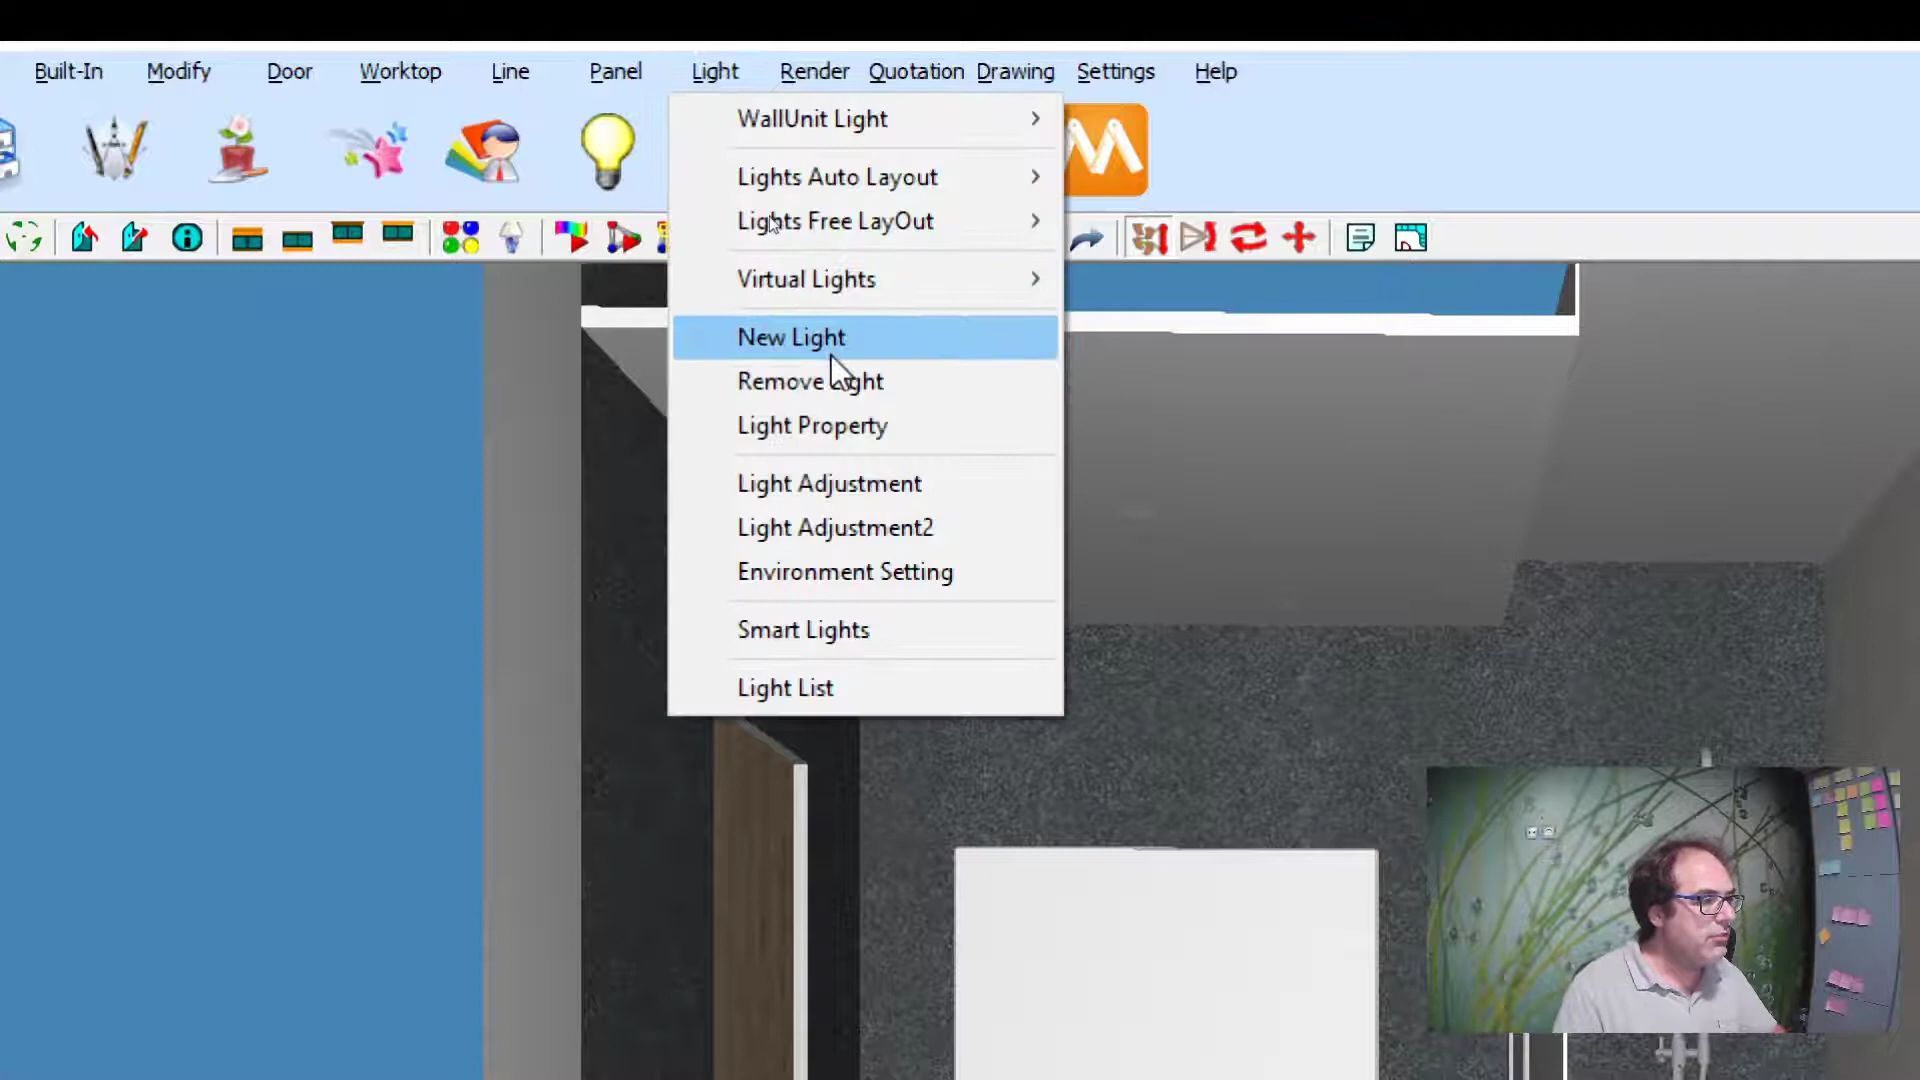 Built-In Modify Door Worktop Line Panel Light Render Quotation Drawing Settings Help
WallUnit Light
Lights Auto Layout
Lights Free LayOut
Virtual Lights
New Light
Remove Light
Light Property
Light Adjustment
Light Adjustment2
Environment Setting
Smart Lights
Light List